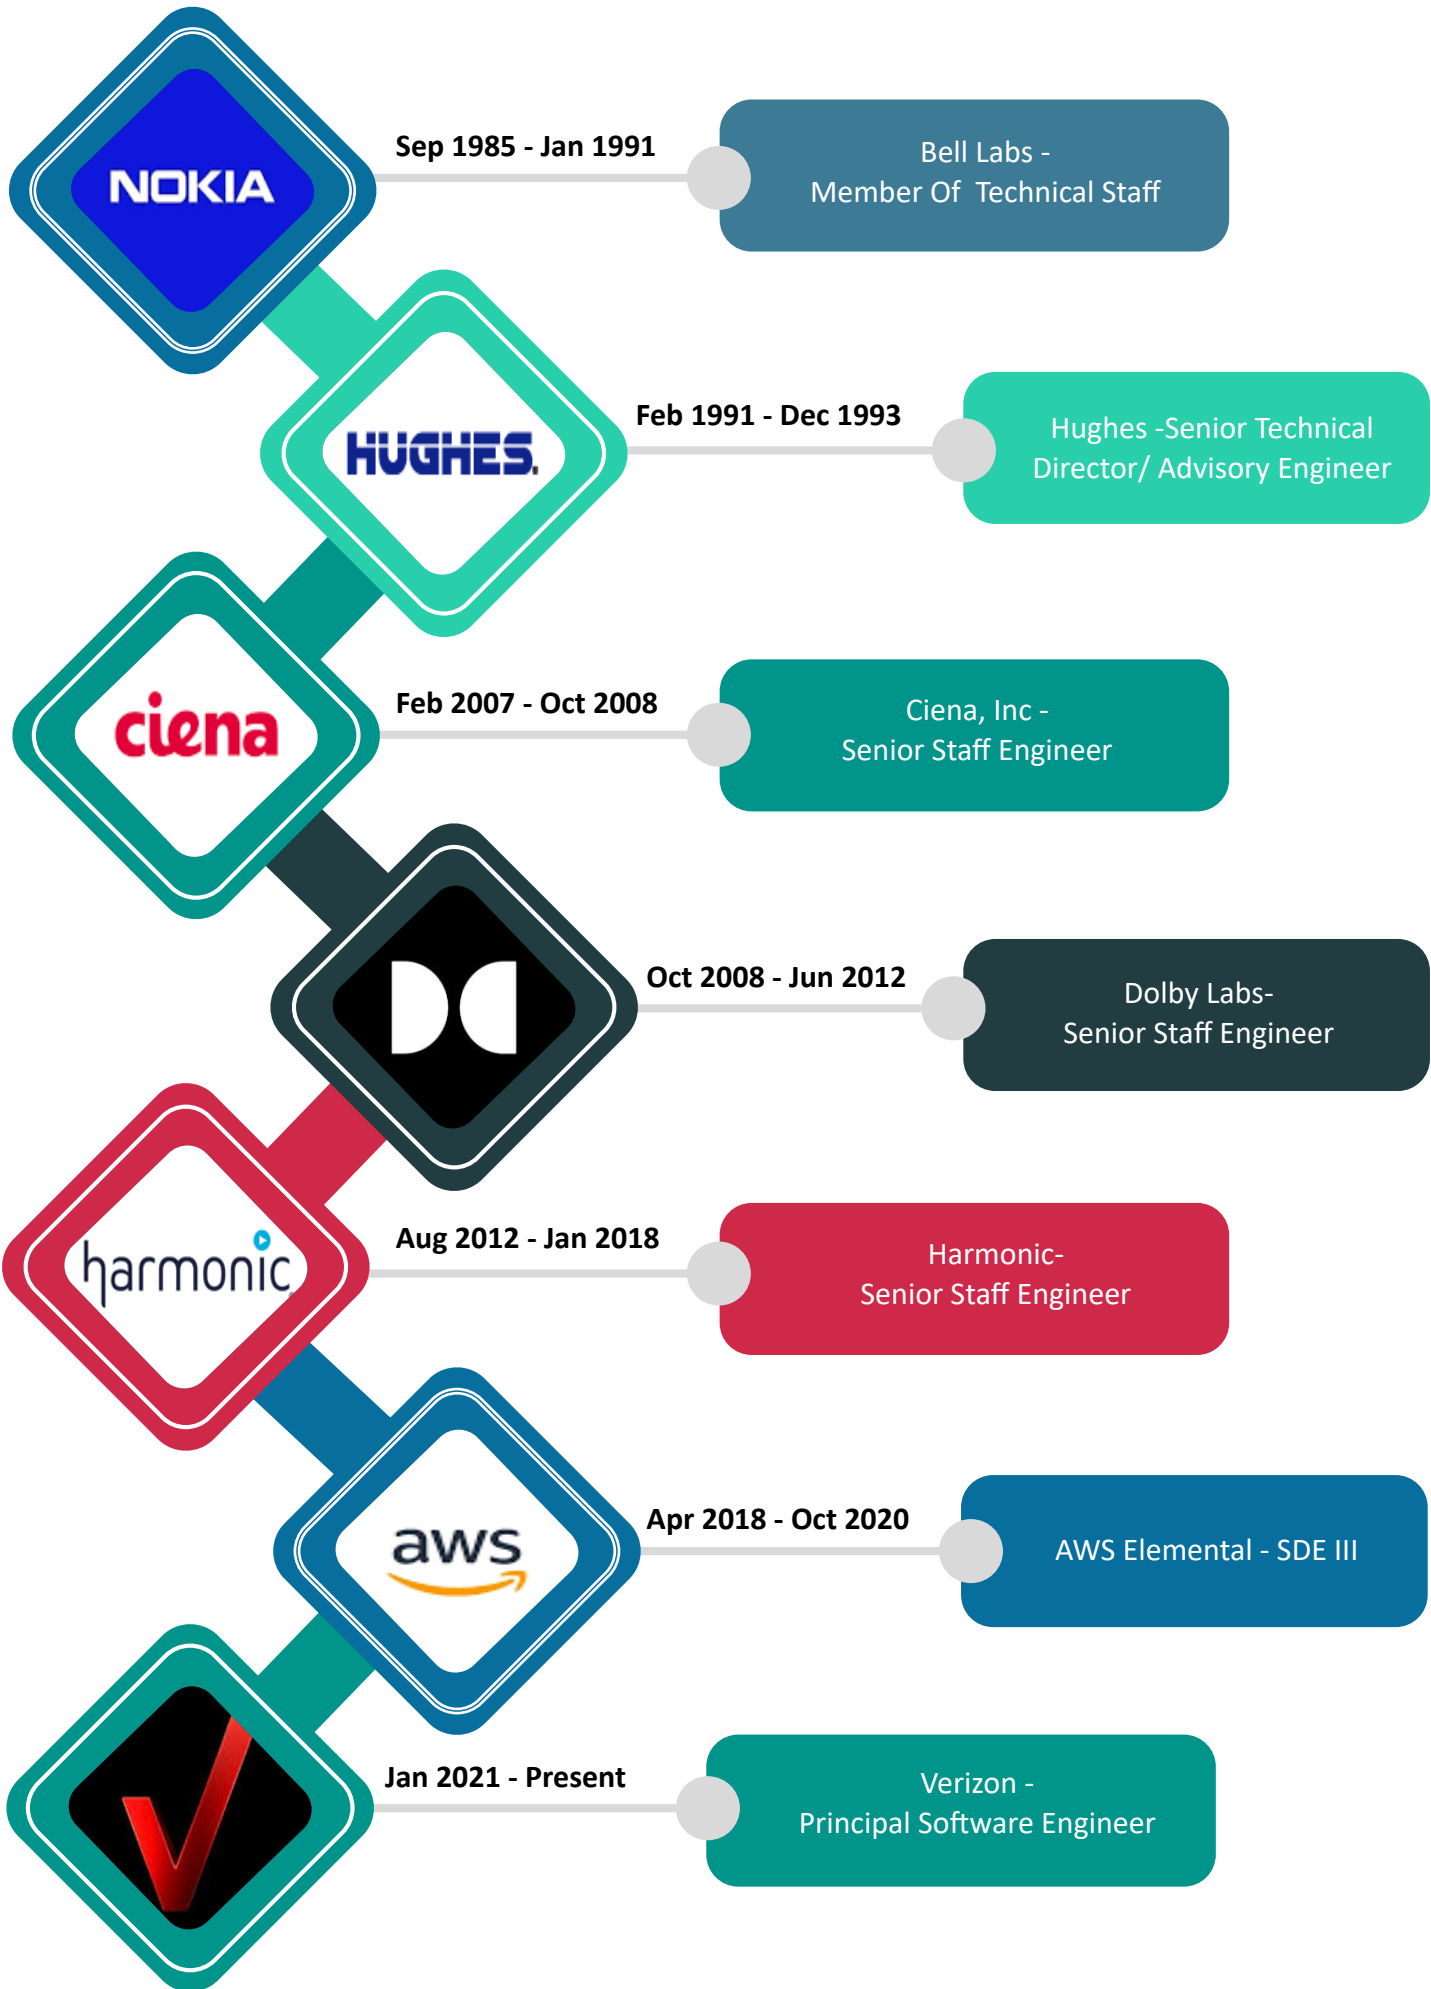 NOKIA
Sep 1985 - Jan 1991
Bell Labs -
Member Of  Technical Staff
HUGHES.
Feb 1991 - Dec 1993
Hughes -Senior Technical
Director/ Advisory Engineer
ciena
Feb 2007 - Oct 2008
Ciena, Inc -
Senior Staff Engineer
Oct 2008 - Jun 2012
Dolby Labs-
Senior Staff Engineer
harmonic
Aug 2012 - Jan 2018
Harmonic-
Senior Staff Engineer
aws
Apr 2018 - Oct 2020
AWS Elemental - SDE III
Jan 2021 - Present
Verizon -
Principal Software Engineer